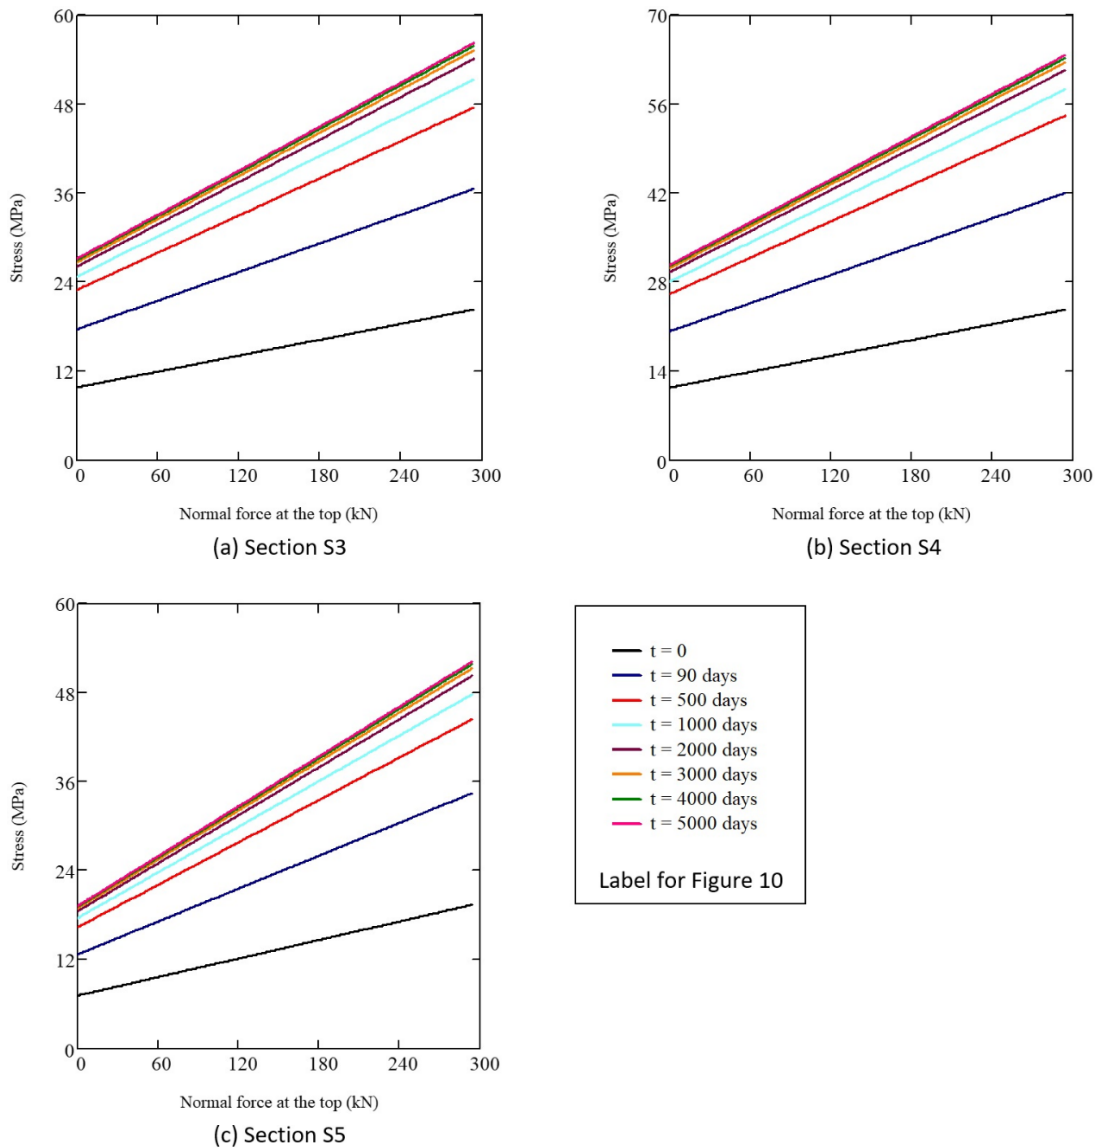 60
48
36
24
12
0
Stress (MPa)
0 60 120 180 240 300
Normal force at the top (kN)
(a) Section S3
70
56
42
28
14
0
Stress (MPa)
0 60 120 180 240 300
Normal force at the top (kN)
(b) Section S4
60
48
36
24
12
0
Stress (MPa)
0 60 120 180 240 300
Normal force at the top (kN)
(c) Section S5
t = 0
t = 90 days
t = 500 days
t = 1000 days
t = 2000 days
t = 3000 days
t = 4000 days
t = 5000 days
Label for Figure 10